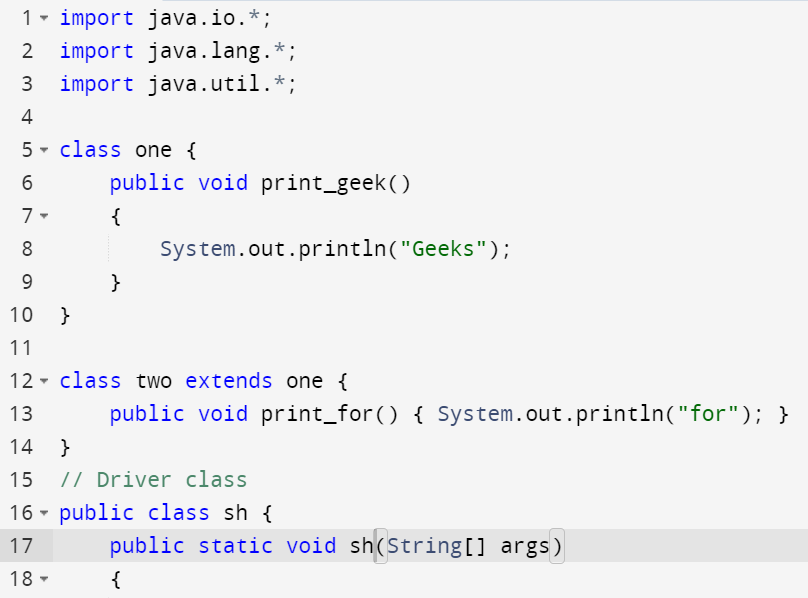 1 import java.io.*;
2 import java.lang.*;
3 import java.util.*;
4
5 class one {
6     public void print_geek()
7     {
8         System.out.println("Geeks");
9     }
10 }
11
12 class two extends one {
13     public void print_for() { System.out.println("for"); }
14 }
15 // Driver class
16 public class sh {
17     public static void sh(String[] args)
18     {